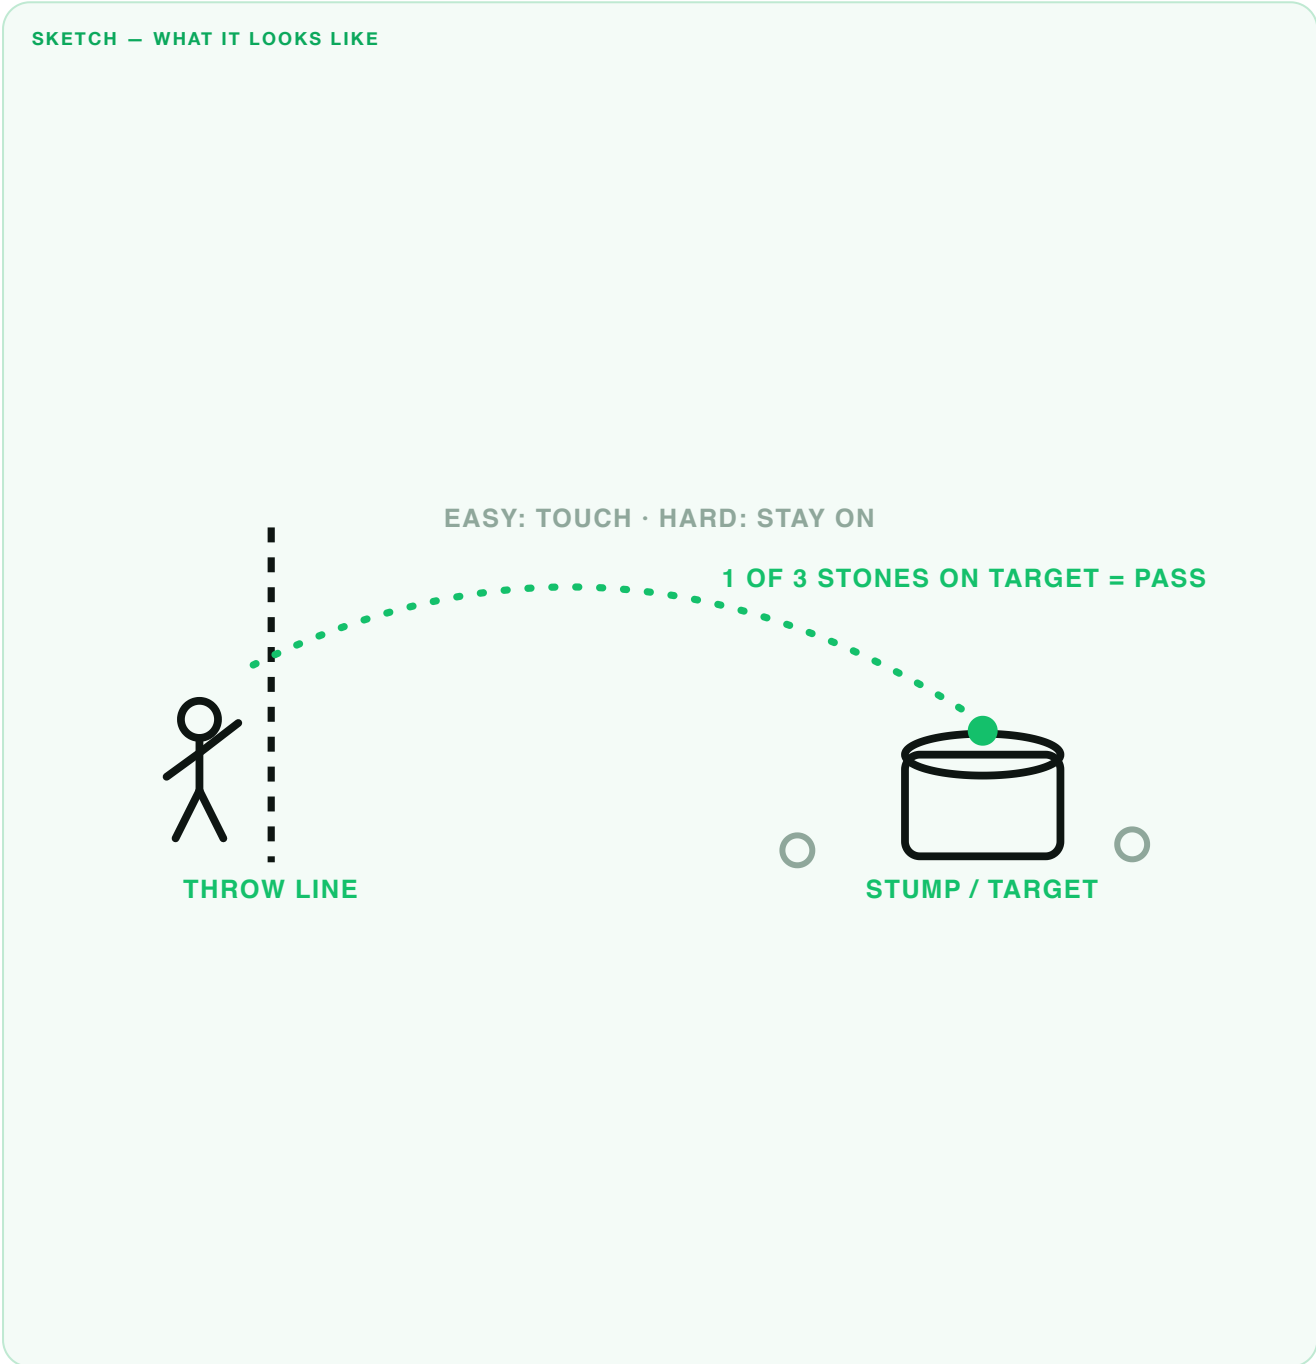 SKETCH — WHAT IT LOOKS LIKE
EASY: TOUCH · HARD: STAY ON
1 OF 3 STONES ON TARGET = PASS
THROW LINE
STUMP / TARGET